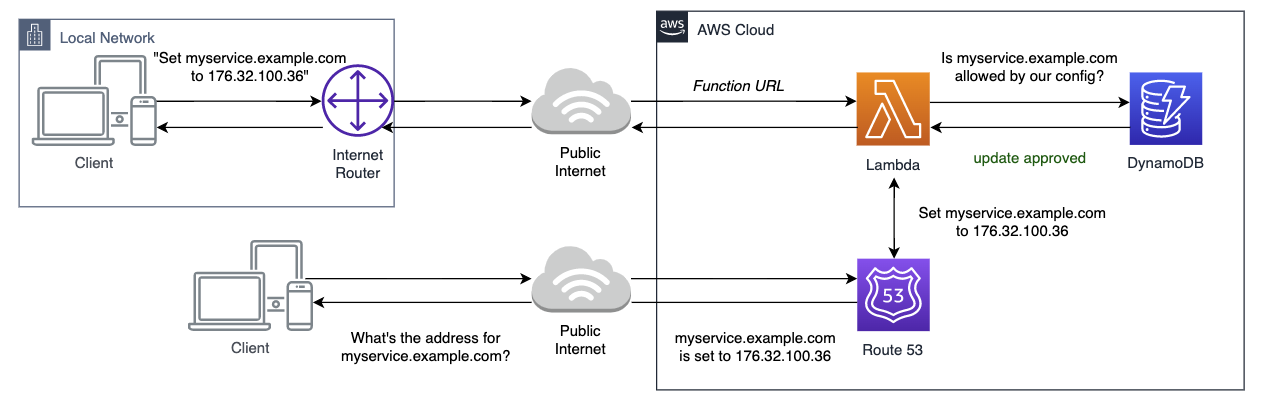 aws
AWS Cloud
Local Network
"Set myservice.example.com
to 176.32.100.36"
Function URL
Is myservice.example.com
allowed by our config?
Client
Internet
Router
Public
Internet
Lambda
update approved
DynamoDB
Set myservice.example.com
to 176.32.100.36
53
Client
What's the address for
myservice.example.com?
Public
Internet
myservice.example.com
is set to 176.32.100.36
Route 53